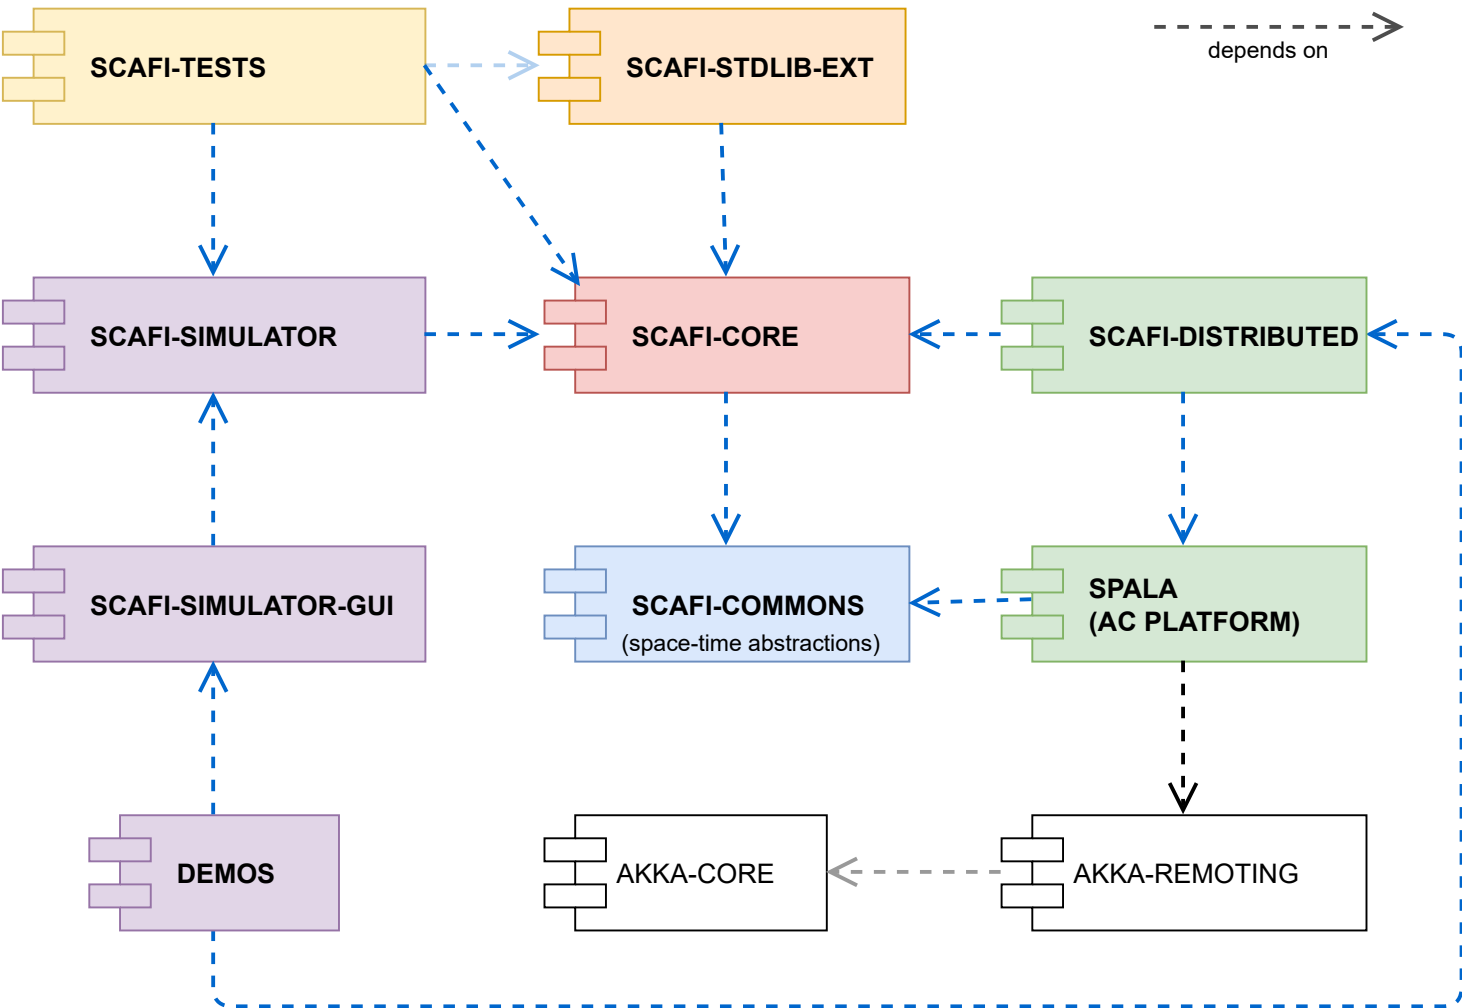 SCAFI-TESTS
SCAFI-STDLIB-EXT
depends on
SCAFI-SIMULATOR
SCAFI-CORE
SCAFI-DISTRIBUTED
SCAFI-SIMULATOR-GUI
SCAFI-COMMONS
(space-time abstractions)
SPALA
(AC PLATFORM)
DEMOS
AKKA-CORE
AKKA-REMOTING